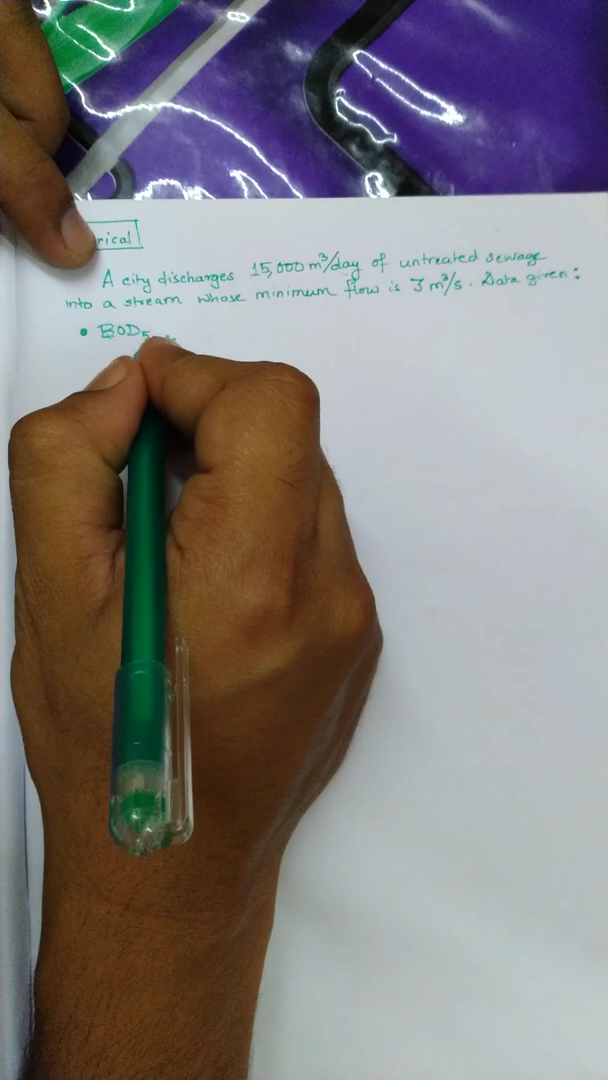 rical
A city discharges 15,000 m³/day of untreated sewage
into a stream whose minimum flow is 3 m³/s. Data given:
• BOD₅